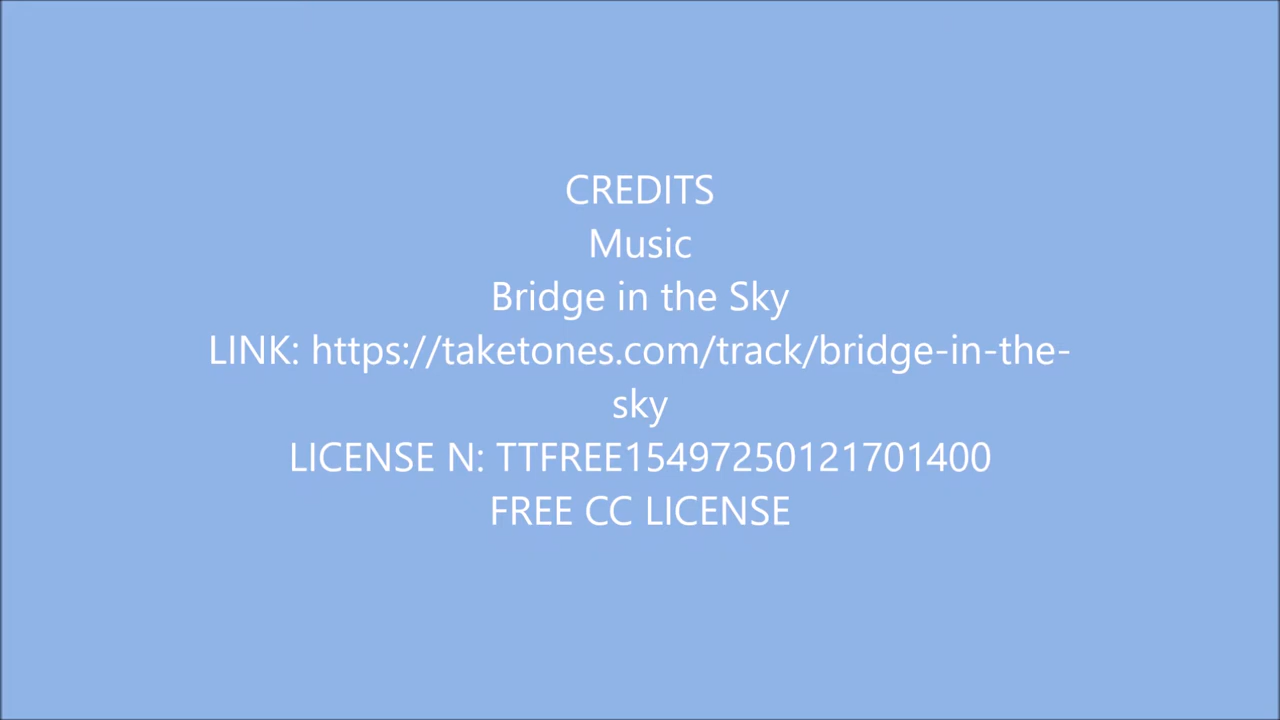 CREDITS
Music
Bridge in the Sky
LINK: https://taketones.com/track/bridge-in-the-
sky
LICENSE N: TTFREE15497250121701400
FREE CC LICENSE